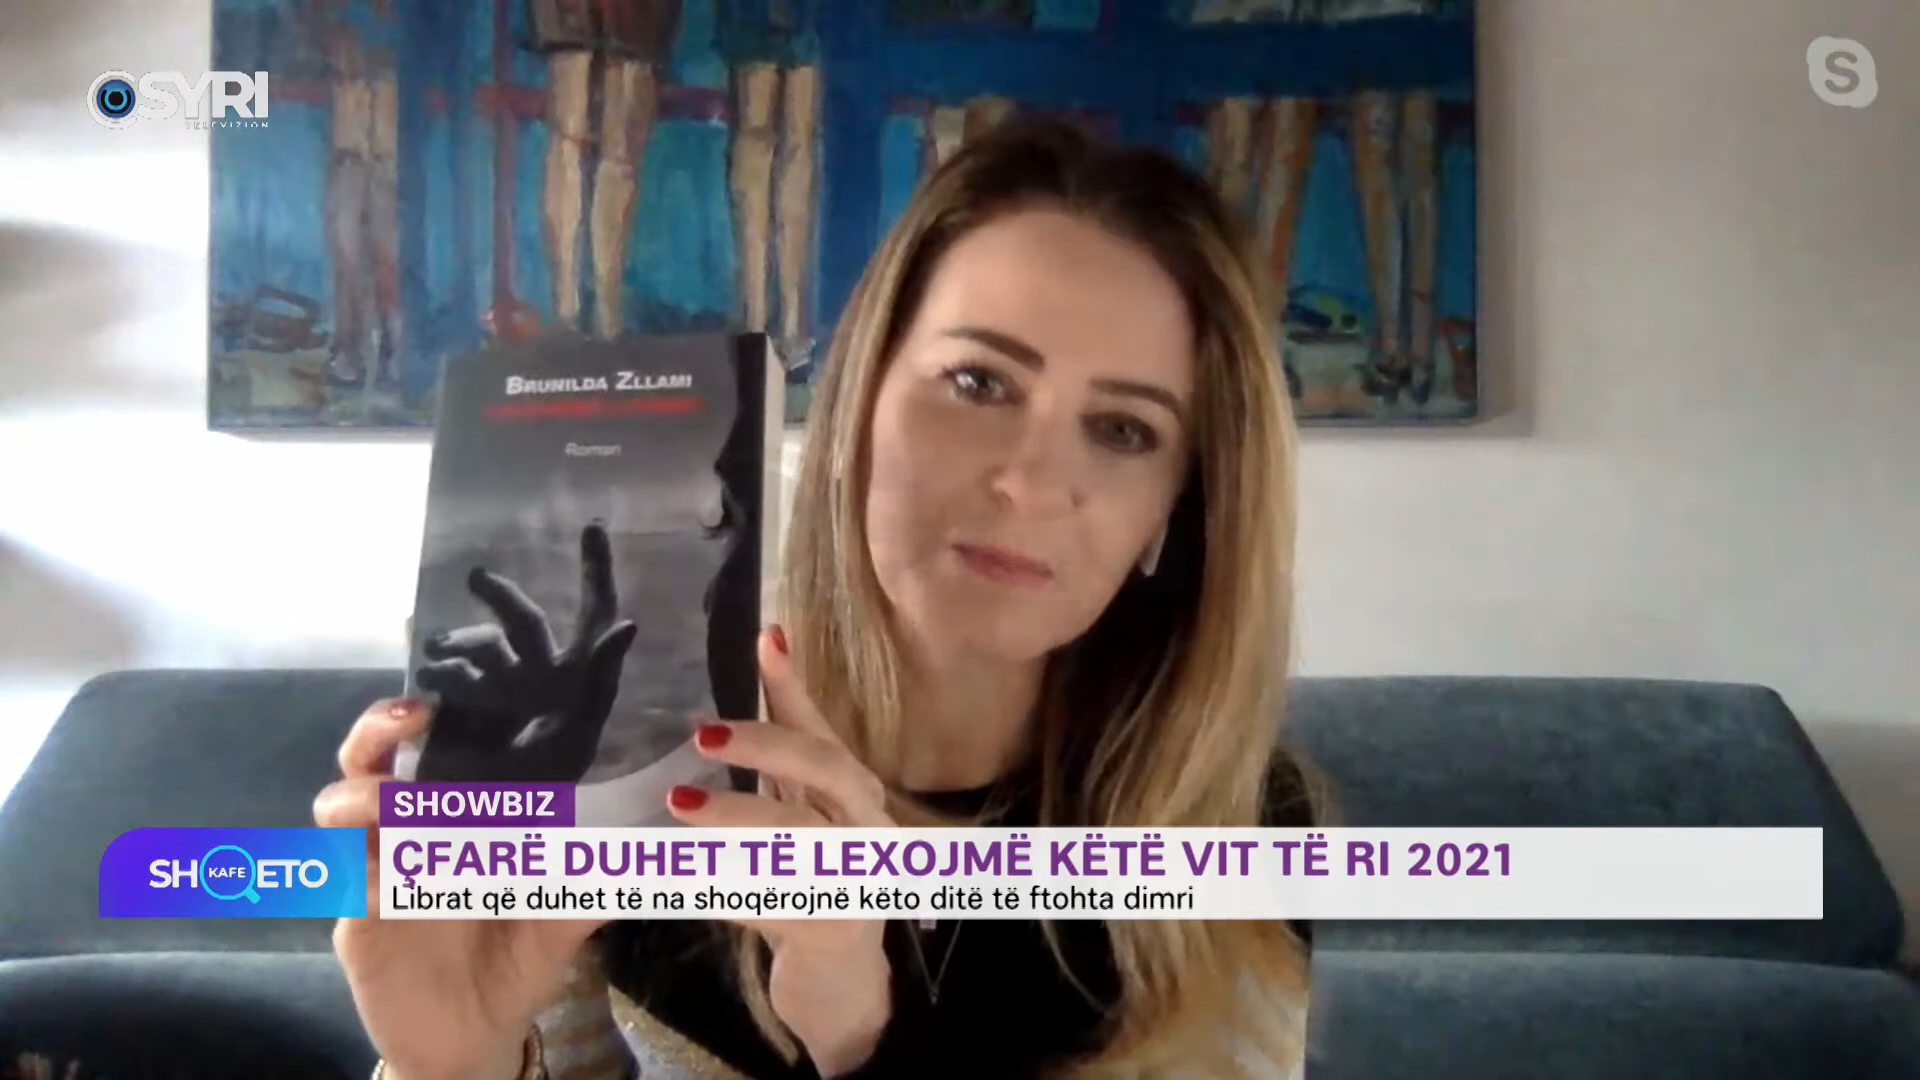 SYRI
TELEVIZION
S
BRUNILDA ZLLAMI
Roman
SHOWBIZ
SH KAFE ETO
ÇFARË DUHET TË LEXOJMË KËTË VIT TË RI 2021
Librat që duhet të na shoqërojnë këto ditë të ftohta dimri